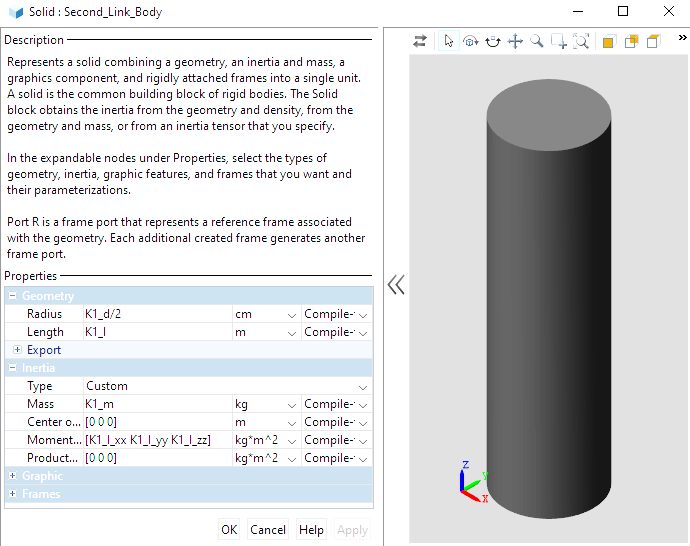 Solid : Second_Link_Body
Description
Represents a solid combining a geometry, an inertia and mass, a
graphics component, and rigidly attached frames into a single unit.
A solid is the common building block of rigid bodies. The Solid
block obtains the inertia from the geometry and density, from the
geometry and mass, or from an inertia tensor that you specify.
In the expandable nodes under Properties, select the types of
geometry, inertia, graphic features, and frames that you want and
their parameterizations.
Port R is a frame port that represents a reference frame associated
with the geometry. Each additional created frame generates another
frame port.
Properties
Geometry
Radius K1_d/2 cm Compile-
Length K1_l m Compile-
Export
Inertia
Type Custom
Mass K1_m kg Compile-
Center o... [0 0 0] m Compile-
Moment... [K1_I_xx K1_I_yy K1_I_zz] kg*m^2 Compile-
Product... [0 0 0] kg*m^2 Compile-
Graphic
Frames
OK Cancel Help Apply
Z
Y
X